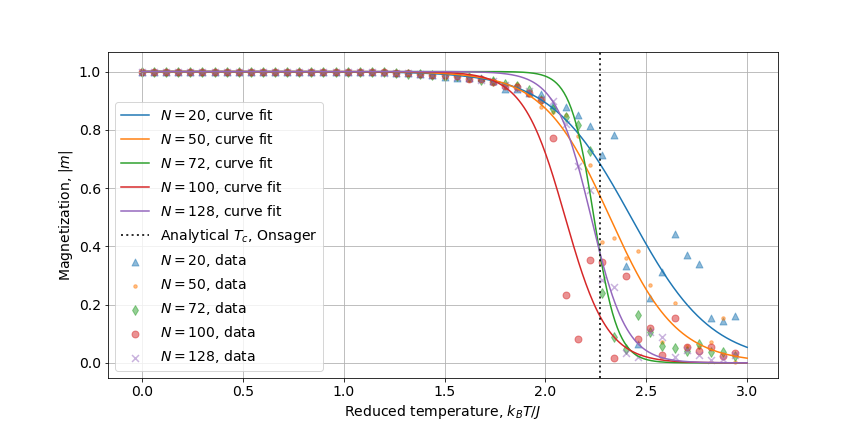 Magnetization, |m|
1.0
0.8
0.6
0.4
0.2
0.0
N = 20, curve fit
N = 50, curve fit
N = 72, curve fit
N = 100, curve fit
N = 128, curve fit
Analytical T_c, Onsager
N = 20, data
N = 50, data
N = 72, data
N = 100, data
N = 128, data
0.0 0.5 1.0 1.5 2.0 2.5 3.0
Reduced temperature, k_BT/J